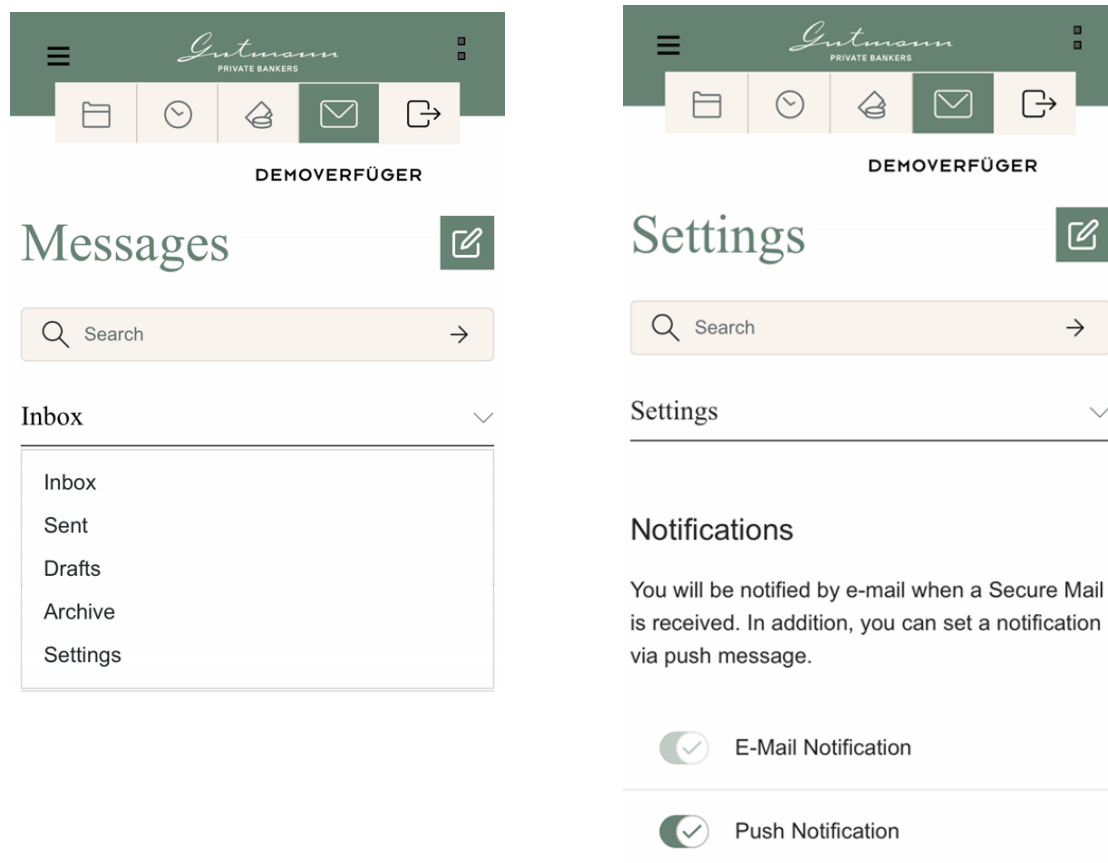 Gutmann
PRIVATE BANKERS
DEMOVERFÜGER
Messages
Search
Inbox
Inbox
Sent
Drafts
Archive
Settings
Gutmann
PRIVATE BANKERS
DEMOVERFÜGER
Settings
Search
Settings
Notifications
You will be notified by e-mail when a Secure Mail
is received. In addition, you can set a notification
via push message.
E-Mail Notification
Push Notification